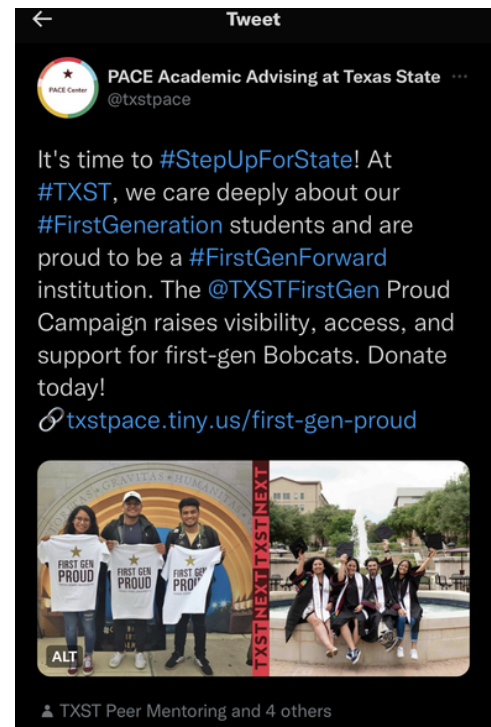 Tweet
PACE Center
PACE Academic Advising at Texas State
@txstpace
It's time to #StepUpForState! At
#TXST, we care deeply about our
#FirstGeneration students and are
proud to be a #FirstGenForward
institution. The @TXSTFirstGen Proud
Campaign raises visibility, access, and
support for first-gen Bobcats. Donate
today!
txstpace.tiny.us/first-gen-proud
GRAVITAS ★ HUMANITAS
FIRST GEN
PROUD
FIRST GEN
PROUD
FIRST GEN
PROUD
TXSTNEXT TXSTNEXT
ALT
TXST Peer Mentoring and 4 others